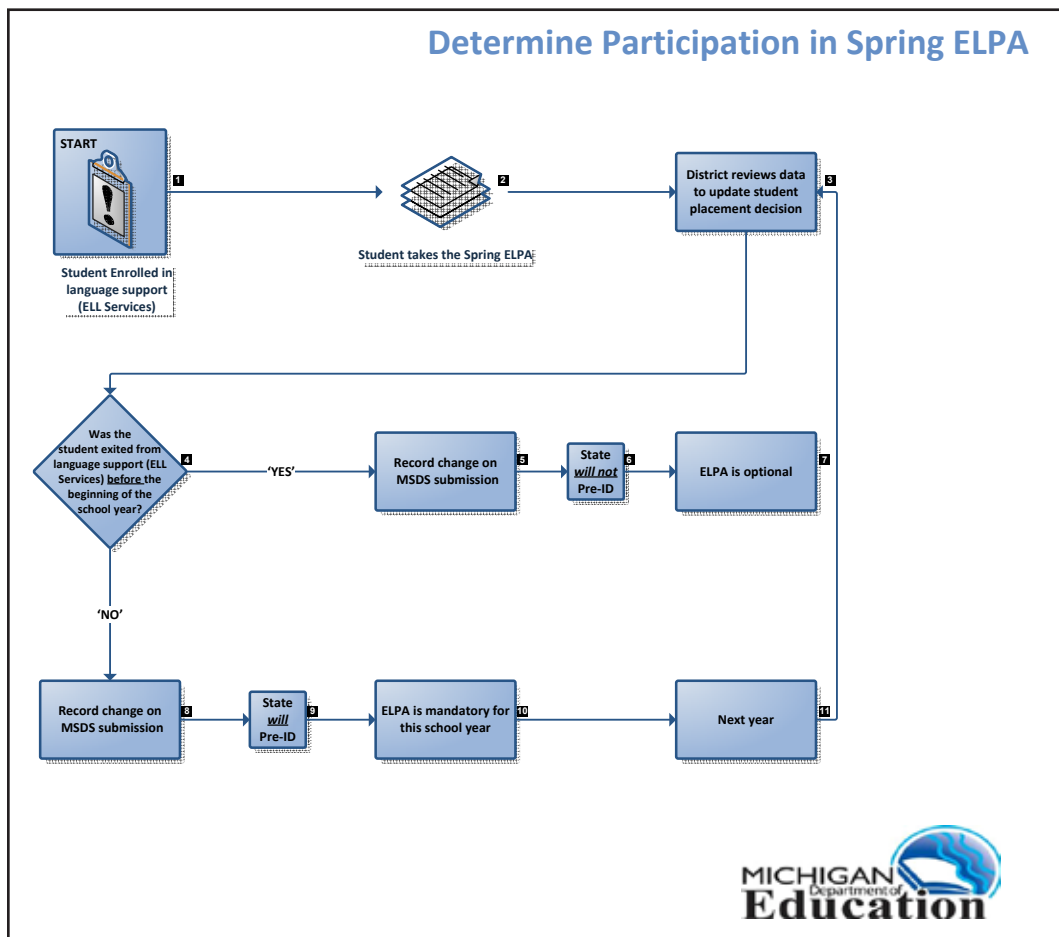 Determine Participation in Spring ELPA
START
1
Student Enrolled in
language support
(ELL Services)
2
Student takes the Spring ELPA
District reviews data
to update student
placement decision
3
Was the
student exited from
language support (ELL
Services) before the
beginning of the
school year?
4
‘YES’
Record change on
MSDS submission
5
State
will not
Pre-ID
6
ELPA is optional
7
‘NO’
Record change on
MSDS submission
8
State
will
Pre-ID
9
ELPA is mandatory for
this school year
10
Next year
11
MICHIGAN
Department of
Education